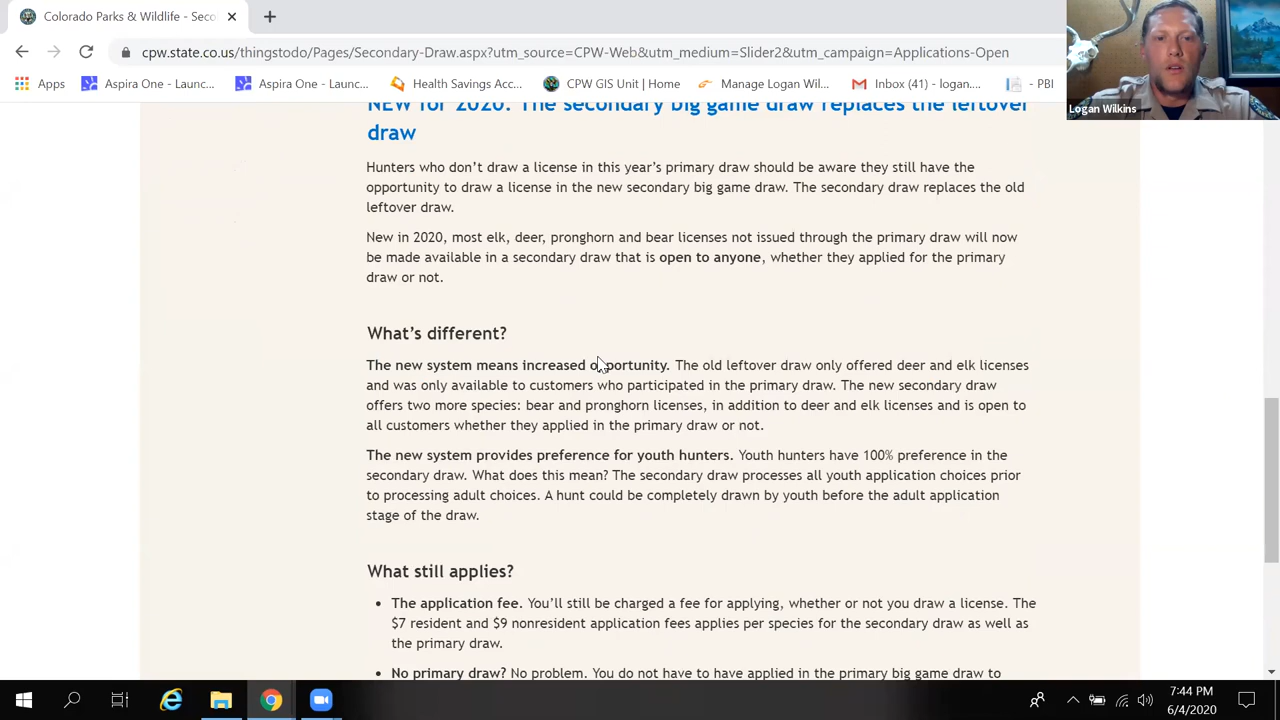 Colorado Parks & Wildlife - Seco
cpw.state.co.us/thingstodo/Pages/Secondary-Draw.aspx?utm_source=CPW-Web&utm_medium=Slider2&utm_campaign=Applications-Open
Apps Aspira One - Launc... Aspira One - Launc... Health Savings Acc... CPW GIS Unit | Home Manage Logan Wil... Inbox (41) - logan.... - PBI
Logan Wilkins
NEW for 2020: The secondary big game draw replaces the leftover
draw
Hunters who don't draw a license in this year's primary draw should be aware they still have the
opportunity to draw a license in the new secondary big game draw. The secondary draw replaces the old
leftover draw.
New in 2020, most elk, deer, pronghorn and bear licenses not issued through the primary draw will now
be made available in a secondary draw that is open to anyone, whether they applied for the primary
draw or not.
What's different?
The new system means increased opportunity. The old leftover draw only offered deer and elk licenses
and was only available to customers who participated in the primary draw. The new secondary draw
offers two more species: bear and pronghorn licenses, in addition to deer and elk licenses and is open to
all customers whether they applied in the primary draw or not.
The new system provides preference for youth hunters. Youth hunters have 100% preference in the
secondary draw. What does this mean? The secondary draw processes all youth application choices prior
to processing adult choices. A hunt could be completely drawn by youth before the adult application
stage of the draw.
What still applies?
• The application fee. You'll still be charged a fee for applying, whether or not you draw a license. The
$7 resident and $9 nonresident application fees applies per species for the secondary draw as well as
the primary draw.
• No primary draw? No problem. You do not have to have applied in the primary big game draw to
7:44 PM
6/4/2020